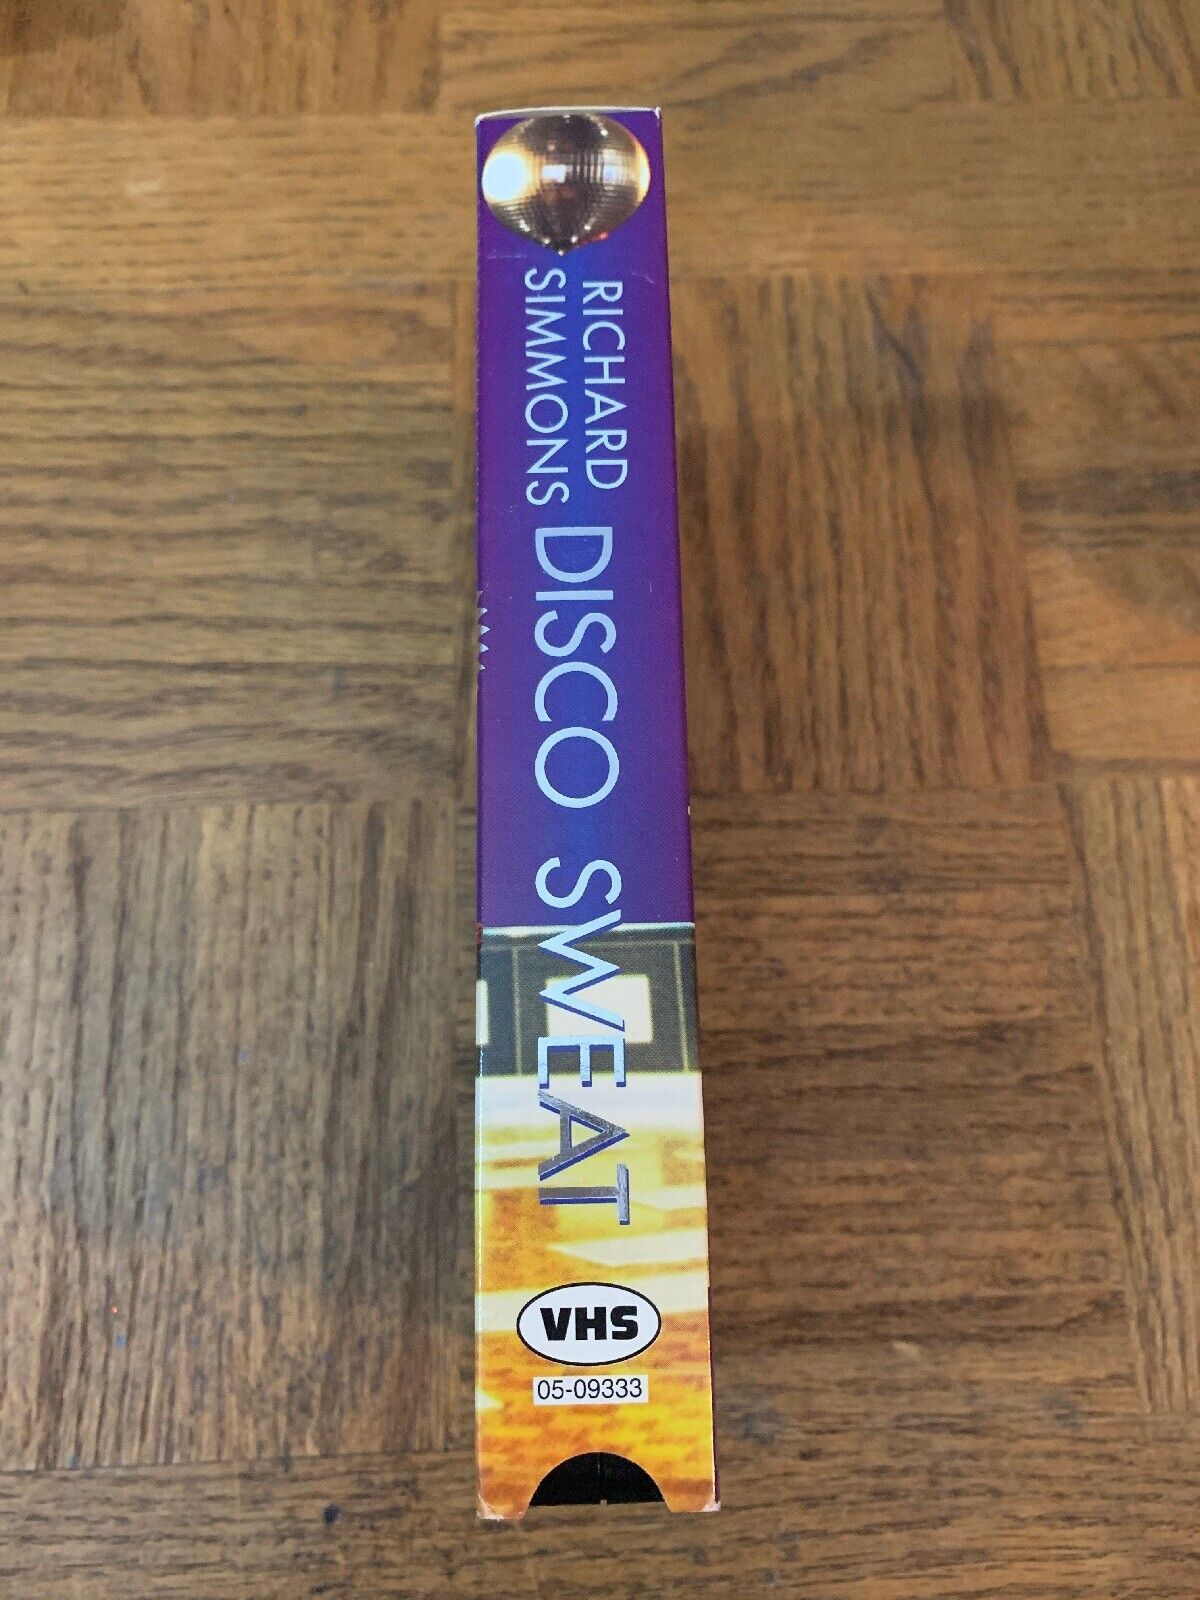 RICHARD
SIMMONS
DISCO SWEAT
VHS
05-09333